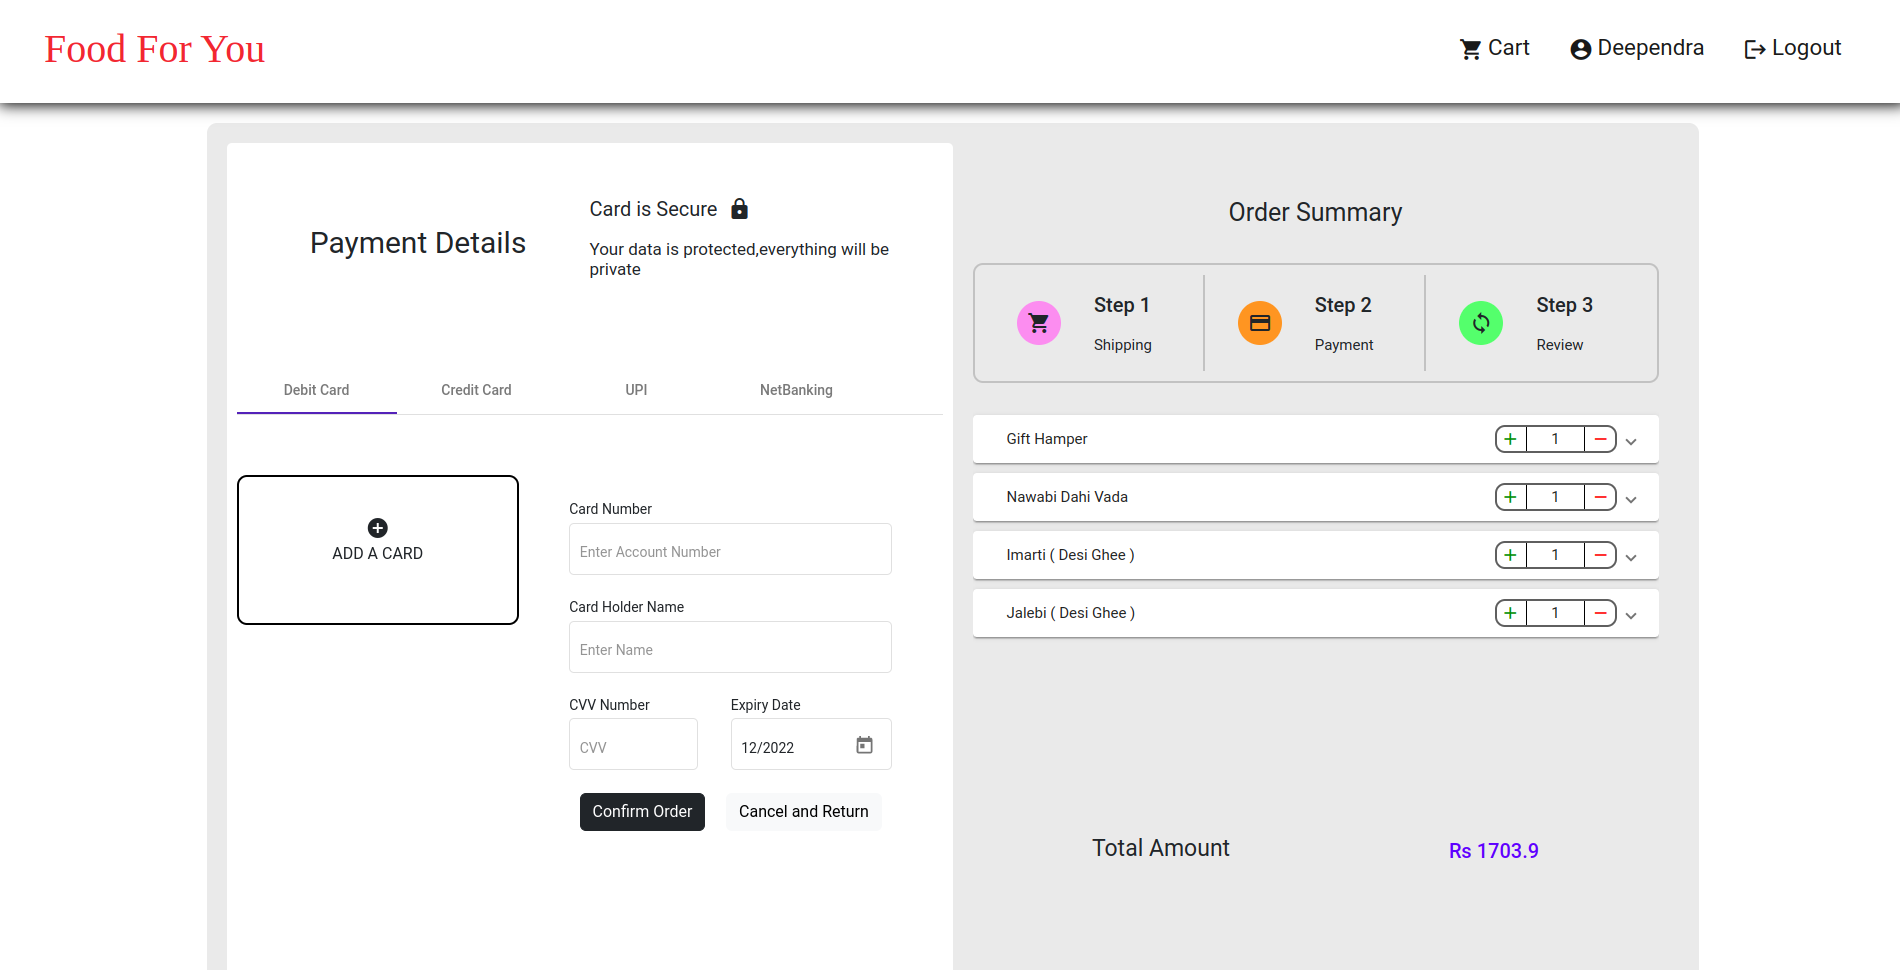 Food For You
Cart
Deependra
Logout
Payment Details
Card is Secure
Your data is protected,everything will be
private
Debit Card
Credit Card
UPI
NetBanking
ADD A CARD
Card Number
Enter Account Number
Card Holder Name
Enter Name
CVV Number
Expiry Date
CVV
12/2022
Confirm Order
Cancel and Return
Order Summary
Step 1
Shipping
Step 2
Payment
Step 3
Review
Gift Hamper
1
Nawabi Dahi Vada
1
Imarti ( Desi Ghee )
1
Jalebi ( Desi Ghee )
1
Total Amount
Rs 1703.9